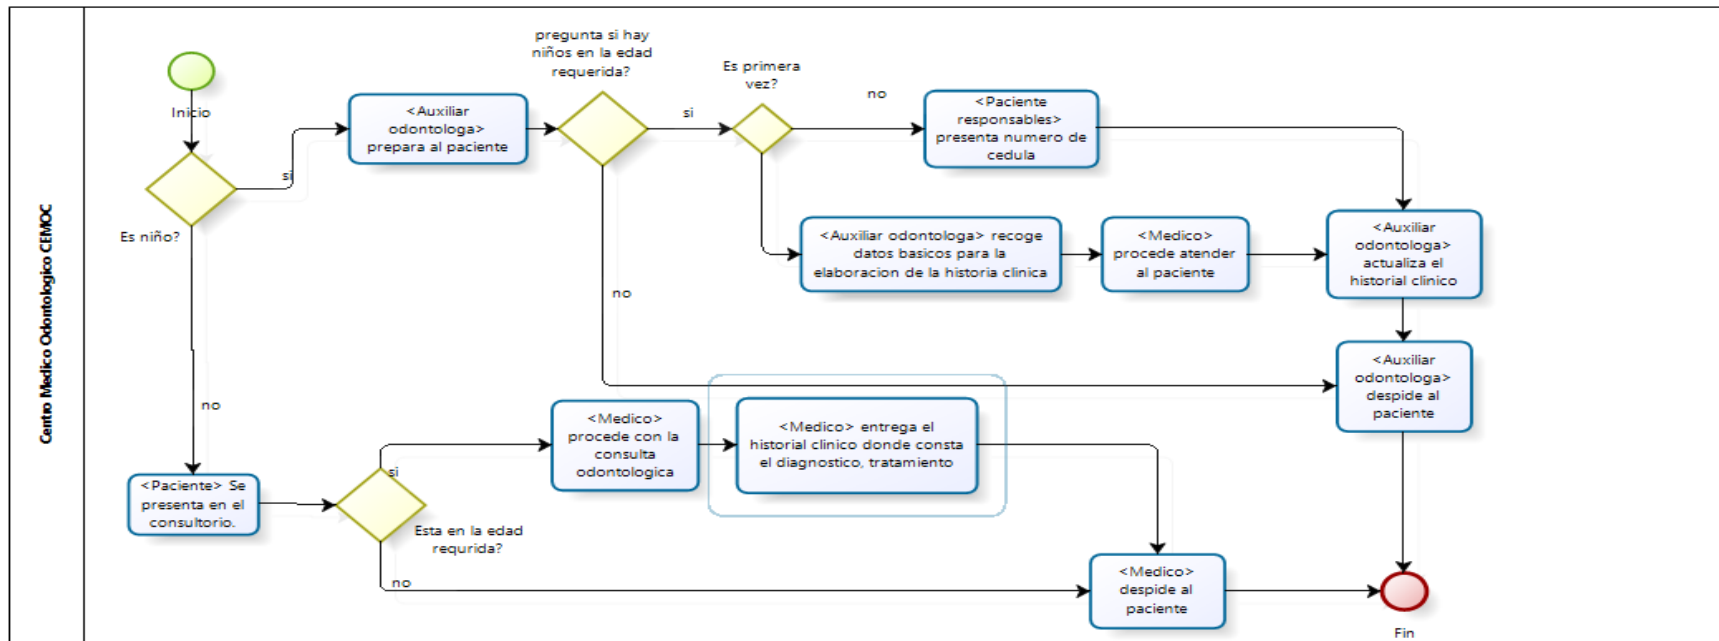 Centro Medico Odontologico CEMOC
Inicio
Es niño?
si
no
<Auxiliar
odontologa>
prepara al paciente
pregunta si hay
niños en la edad
requerida?
si
no
Es primera
vez?
no
<Paciente
responsables>
presenta numero de
cedula
<Auxiliar odontologa> recoge
datos basicos para la
elaboracion de la historia clinica
<Medico>
procede atender
al paciente
<Auxiliar
odontologa>
actualiza el
historial clinico
<Auxiliar
odontologa>
despide al
paciente
<Paciente> Se
presenta en el
consultorio.
Esta en la edad
requrida?
si
no
<Medico>
procede con la
consulta
odontologica
<Medico> entrega el
historial clinico donde consta
el diagnostico, tratamiento
<Medico>
despide al
paciente
Fin